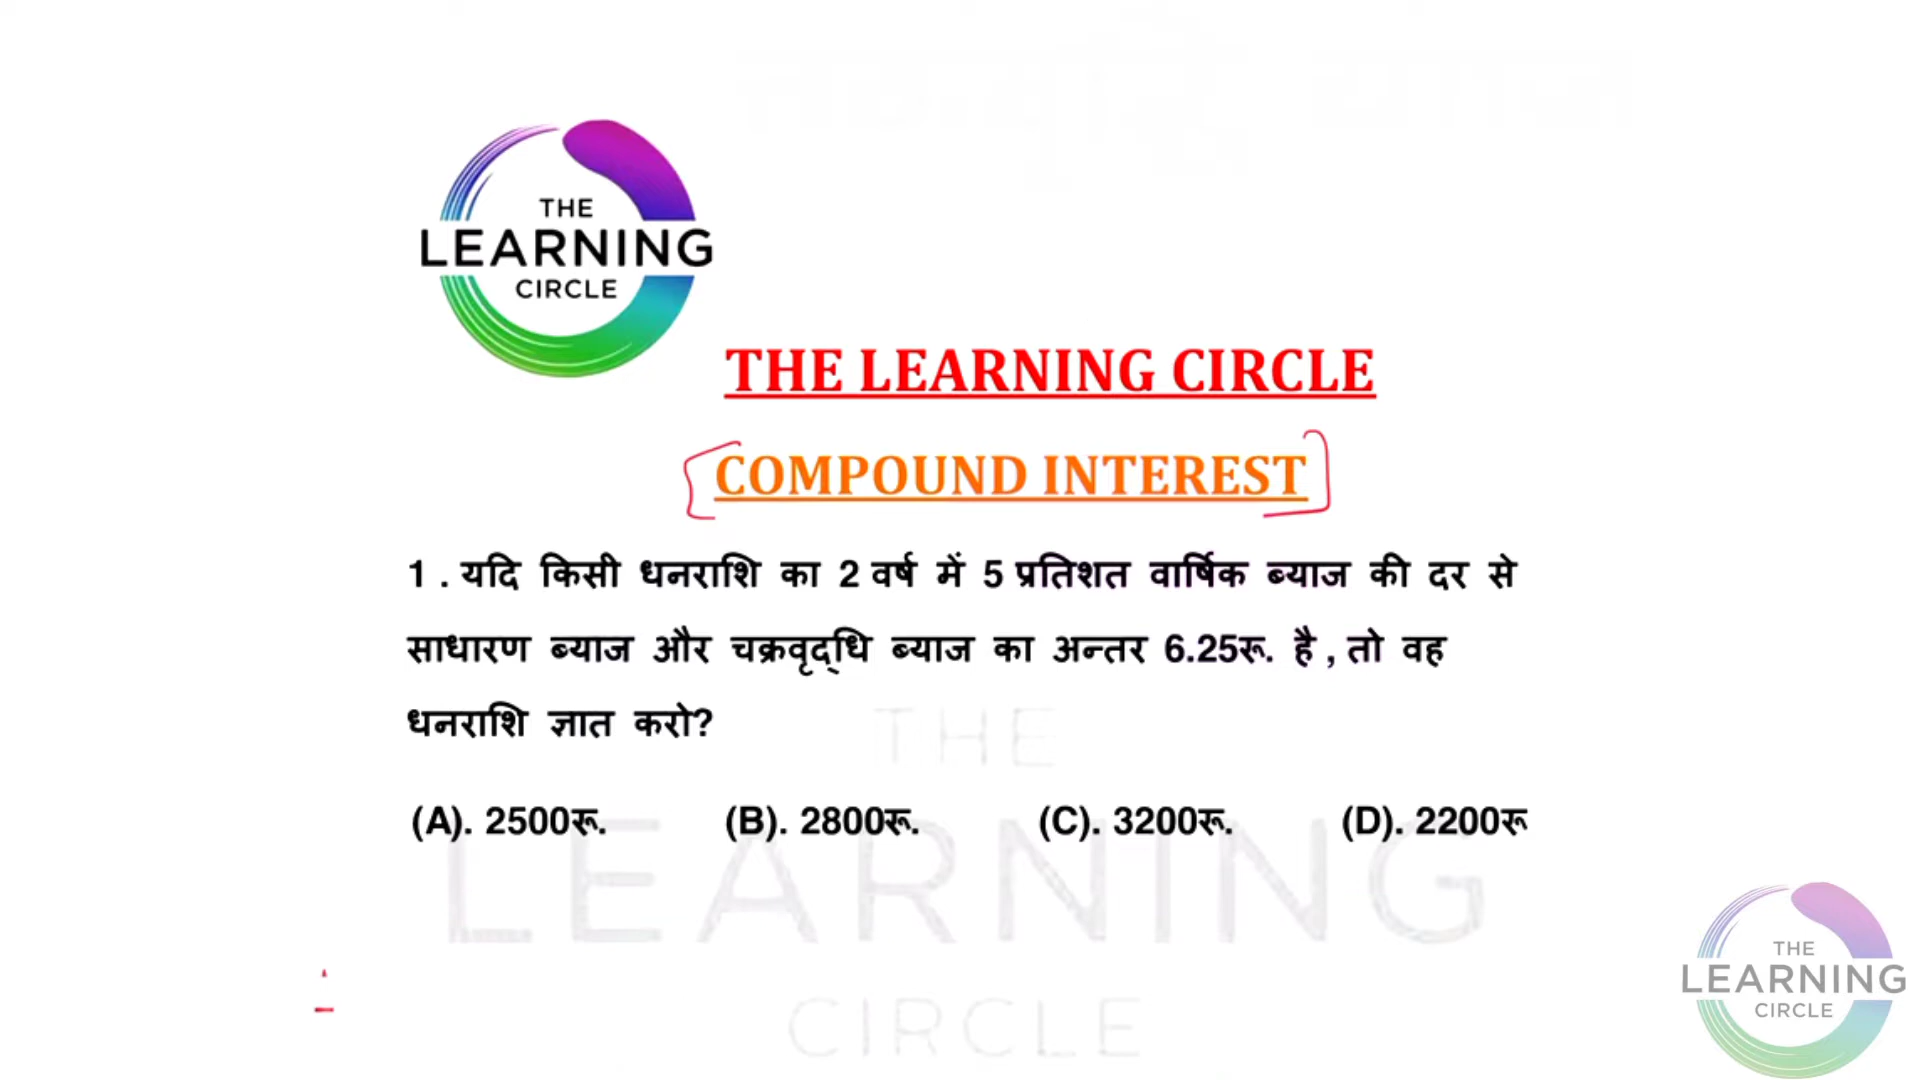 THE
LEARNING
CIRCLE
THE LEARNING CIRCLE
COMPOUND INTEREST
1 . यदि किसी धनराशि का 2 वर्ष में 5 प्रतिशत वार्षिक ब्याज की दर से
साधारण ब्याज और चक्रवृद्धि ब्याज का अन्तर 6.25रू. है , तो वह
धनराशि ज्ञात करो?
(A). 2500रू. (B). 2800रू. (C). 3200रू. (D). 2200रू
THE
LEARNING
CIRCLE
THE
LEARNING
CIRCLE